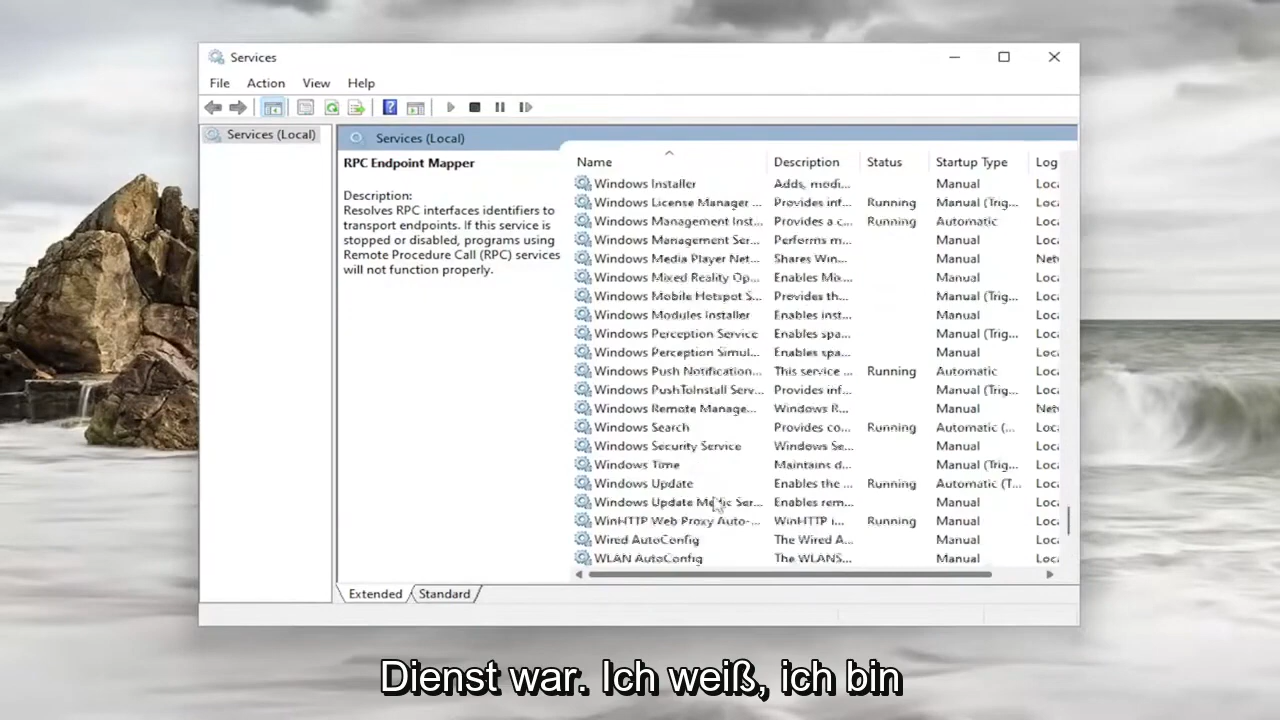 Services
File Action View Help
Services (Local)
Services (Local)
RPC Endpoint Mapper
Description:
Resolves RPC interfaces identifiers to
transport endpoints. If this service is
stopped or disabled, programs using
Remote Procedure Call (RPC) services
will not function properly.
Name Description Status Startup Type Log
Windows Installer Adds, modi... Manual Loca
Windows License Manager ... Provides inf... Running Manual (Trig... Loca
Windows Management Inst... Provides a c... Running Automatic Loca
Windows Management Ser... Performs m... Manual Loca
Windows Media Player Net... Shares Win... Manual Netw
Windows Mixed Reality Op... Enables Mix... Manual Loca
Windows Mobile Hotspot S... Provides th... Manual (Trig... Loca
Windows Modules Installer Enables inst... Manual Loca
Windows Perception Service Enables spa... Manual (Trig... Loca
Windows Perception Simul... Enables spa... Manual Loca
Windows Push Notification... This service ... Running Automatic Loca
Windows PushToInstall Serv... Provides inf... Manual (Trig... Loca
Windows Remote Manage... Windows R... Manual Netw
Windows Search Provides co... Running Automatic (... Loca
Windows Security Service Windows Se... Manual Loca
Windows Time Maintains d... Manual (Trig... Loca
Windows Update Enables the ... Running Automatic (T... Loca
Windows Update Medic Ser... Enables rem... Manual Loca
WinHTTP Web Proxy Auto-... WinHTTP i... Running Manual Loca
Wired AutoConfig The Wired A... Manual Loca
WLAN AutoConfig The WLANS... Manual Loca
Extended Standard
Dienst war. Ich weiß, ich bin